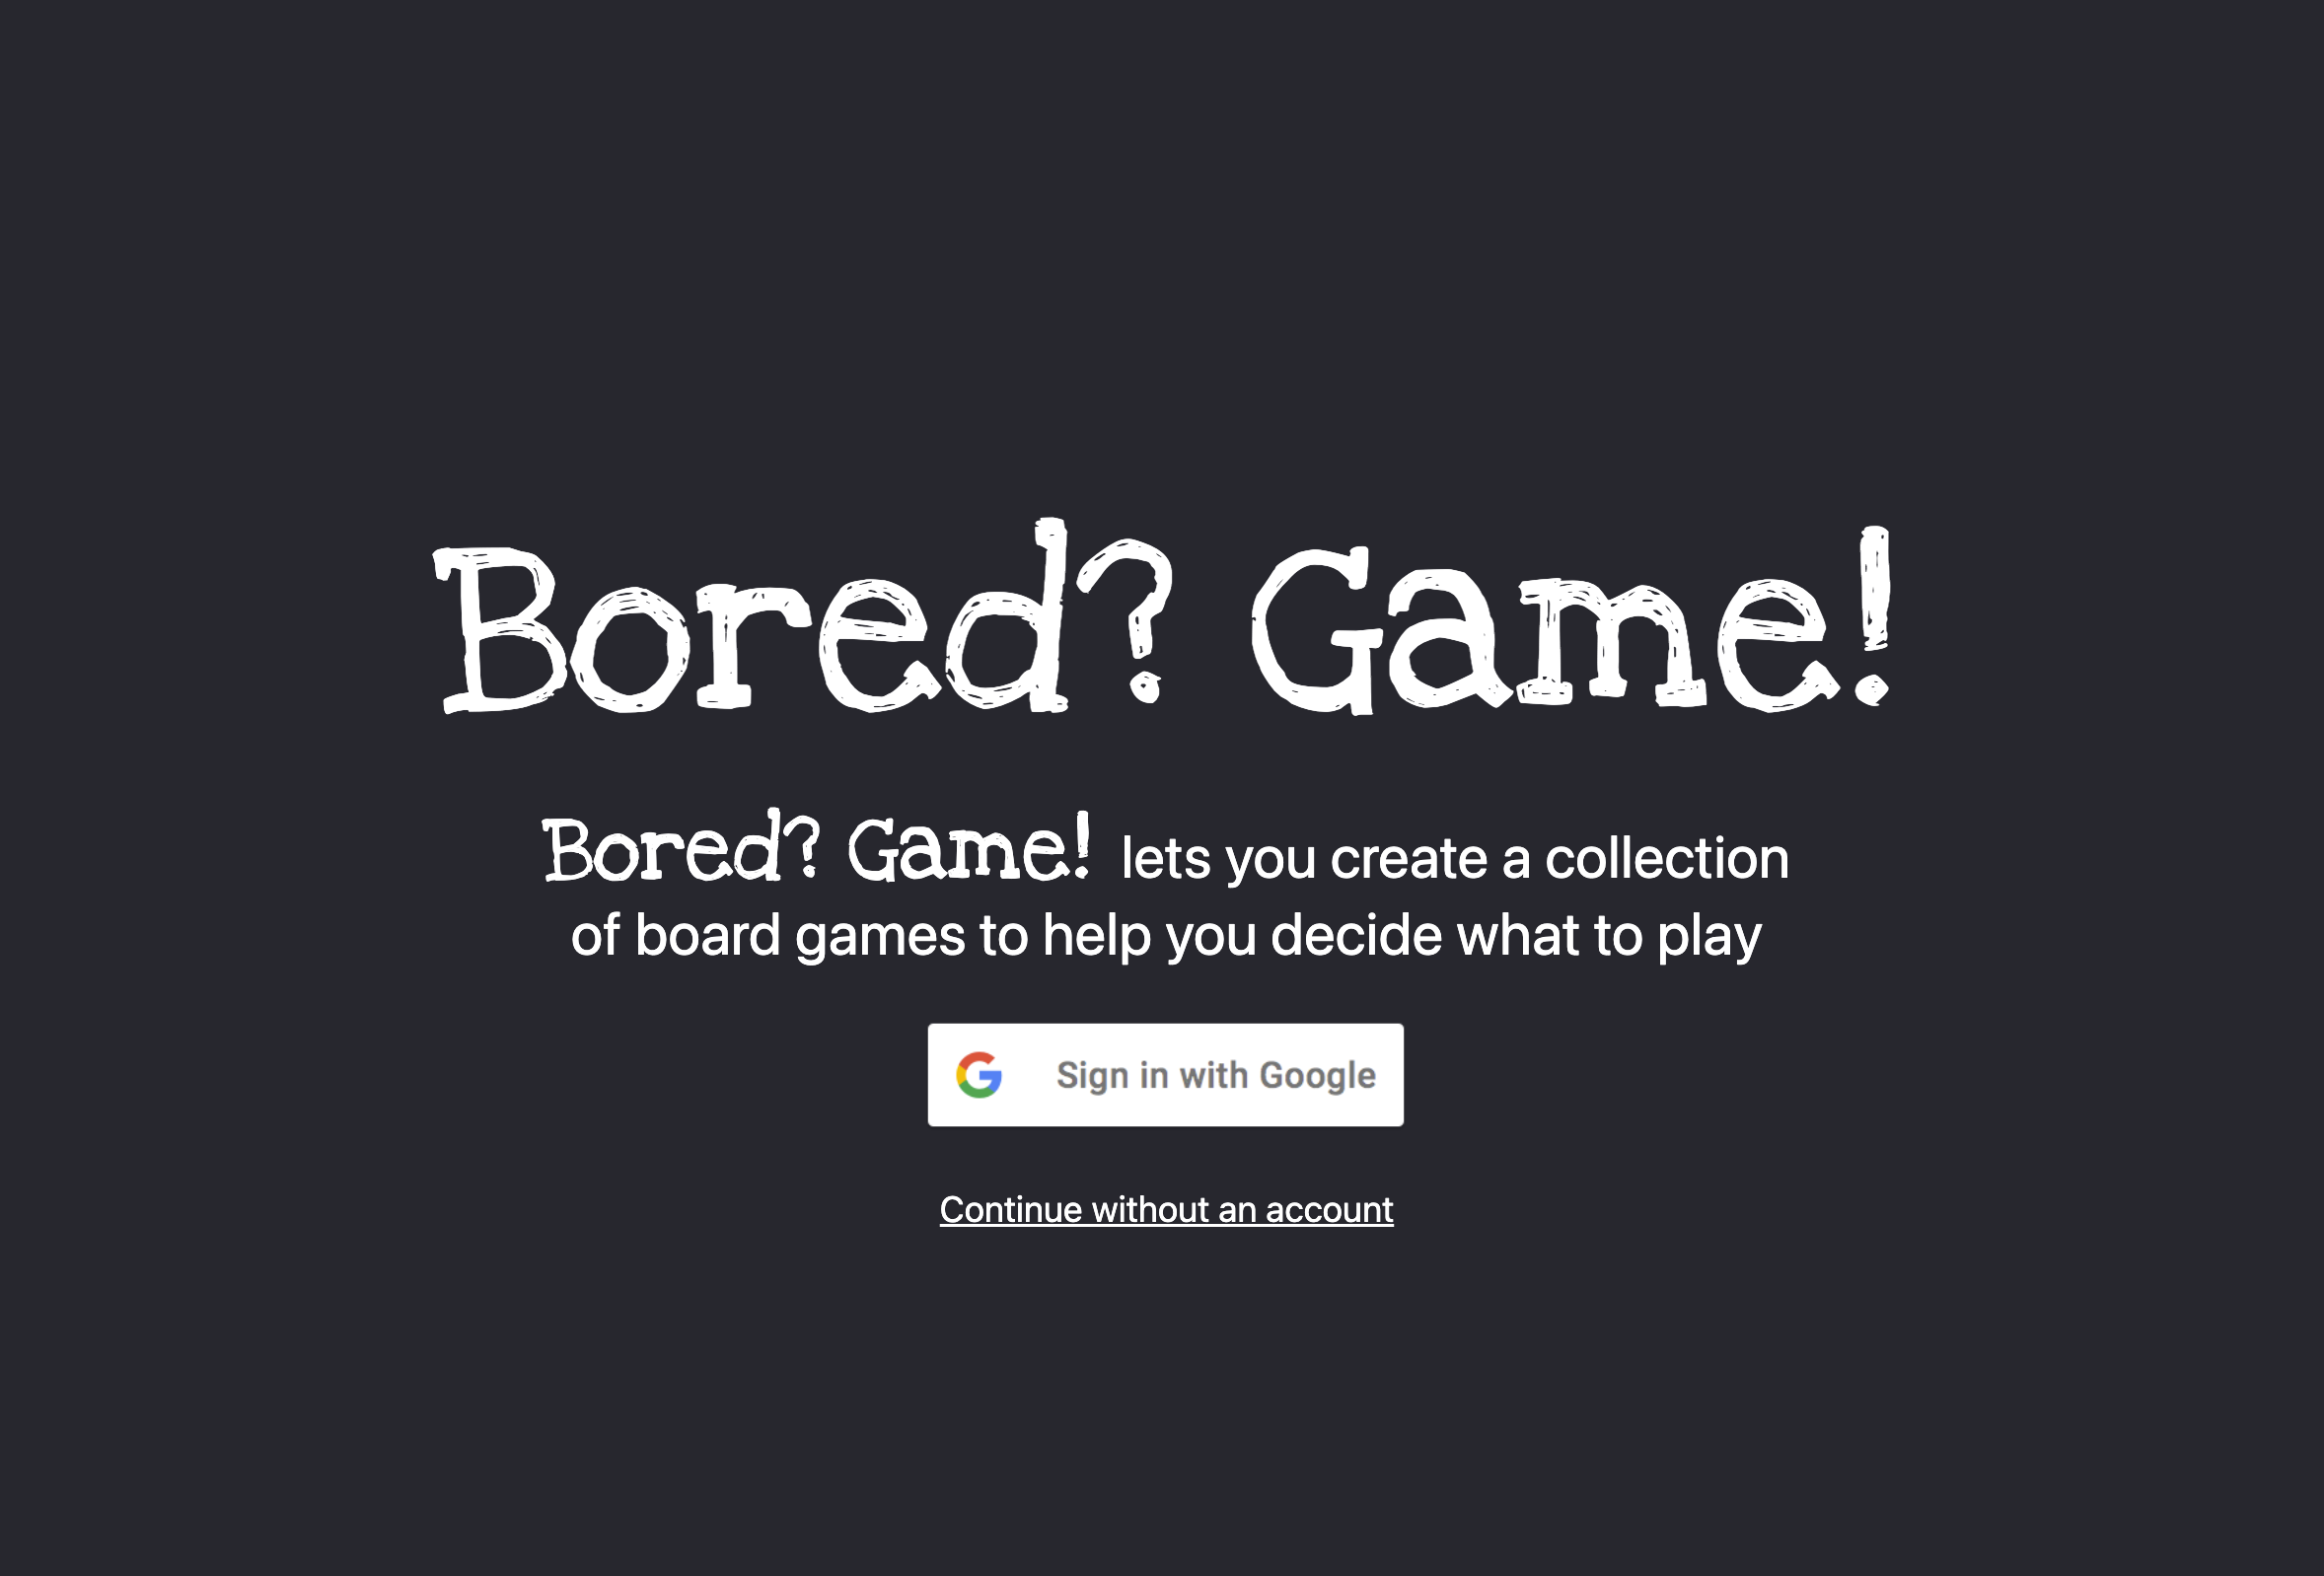 Bored? Game!
Bored? Game! lets you create a collection
of board games to help you decide what to play
Sign in with Google
Continue without an account